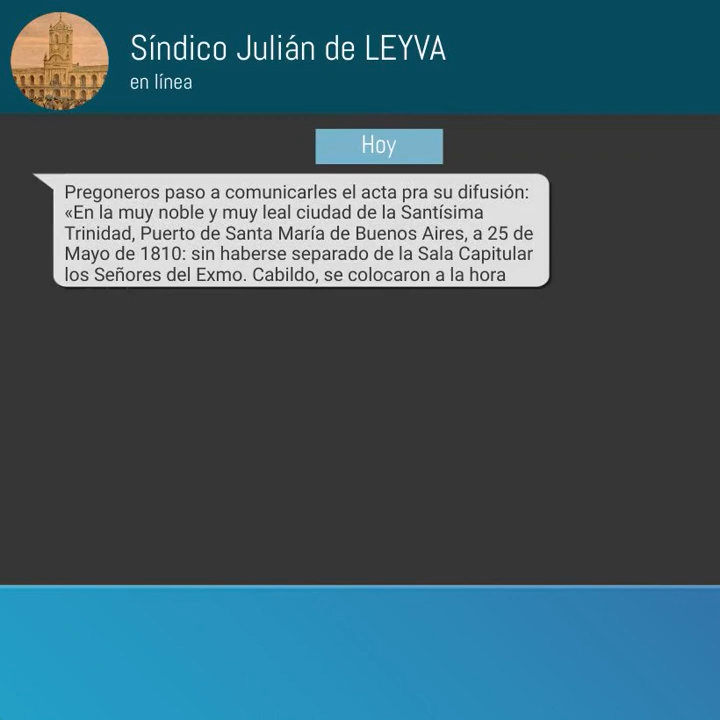 Síndico Julián de LEYVA
en línea
Hoy
Pregoneros paso a comunicarles el acta pra su difusión:
«En la muy noble y muy leal ciudad de la Santísima
Trinidad, Puerto de Santa María de Buenos Aires, a 25 de
Mayo de 1810: sin haberse separado de la Sala Capitular
los Señores del Exmo. Cabildo, se colocaron a la hora